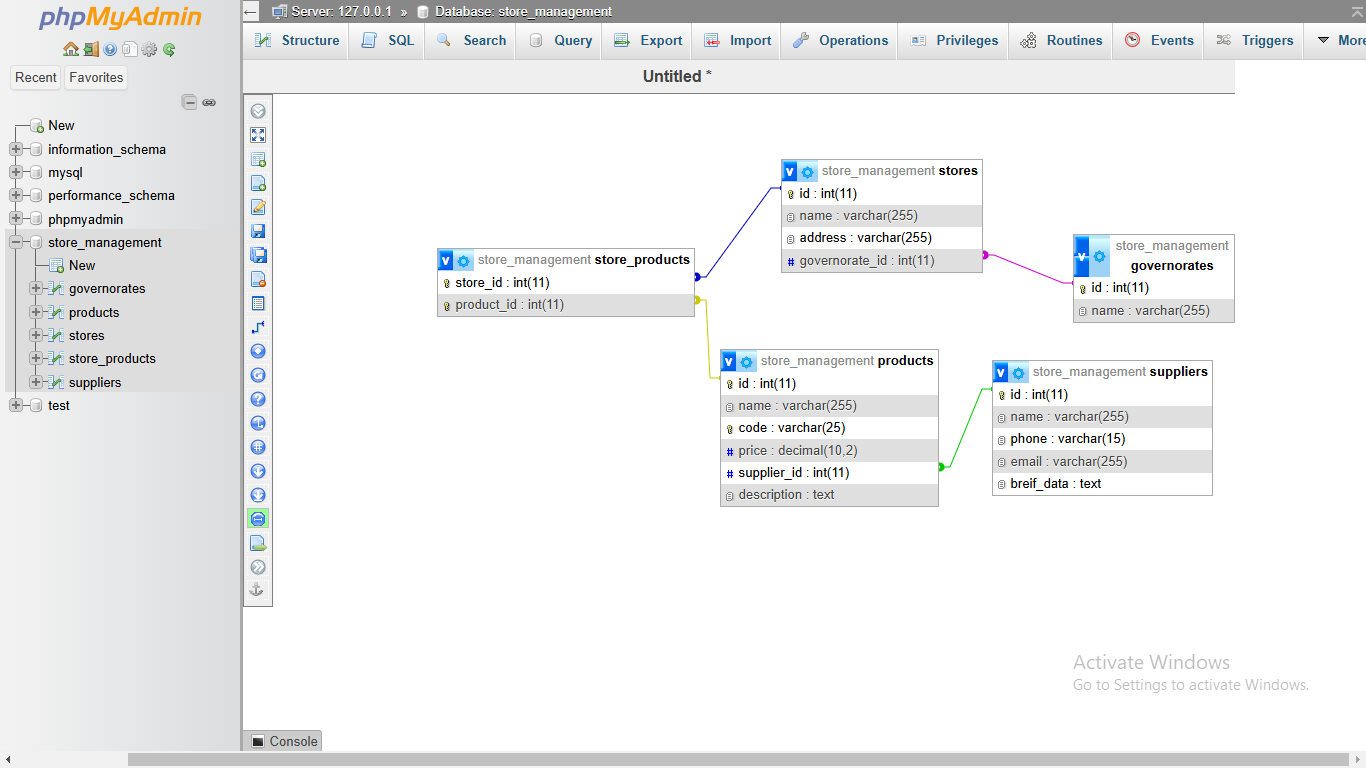 phpMyAdmin
Recent Favorites
New
information_schema
mysql
performance_schema
phpmyadmin
store_management
New
governorates
products
stores
store_products
suppliers
test
Server: 127.0.0.1 » Database: store_management
Structure SQL Search Query Export Import Operations Privileges Routines Events Triggers More
Untitled *
store_management stores
id : int(11)
name : varchar(255)
address : varchar(255)
governorate_id : int(11)
store_management
governorates
id : int(11)
name : varchar(255)
store_management store_products
store_id : int(11)
product_id : int(11)
store_management products
id : int(11)
name : varchar(255)
code : varchar(25)
price : decimal(10,2)
supplier_id : int(11)
description : text
store_management suppliers
id : int(11)
name : varchar(255)
phone : varchar(15)
email : varchar(255)
breif_data : text
Activate Windows
Go to Settings to activate Windows.
Console